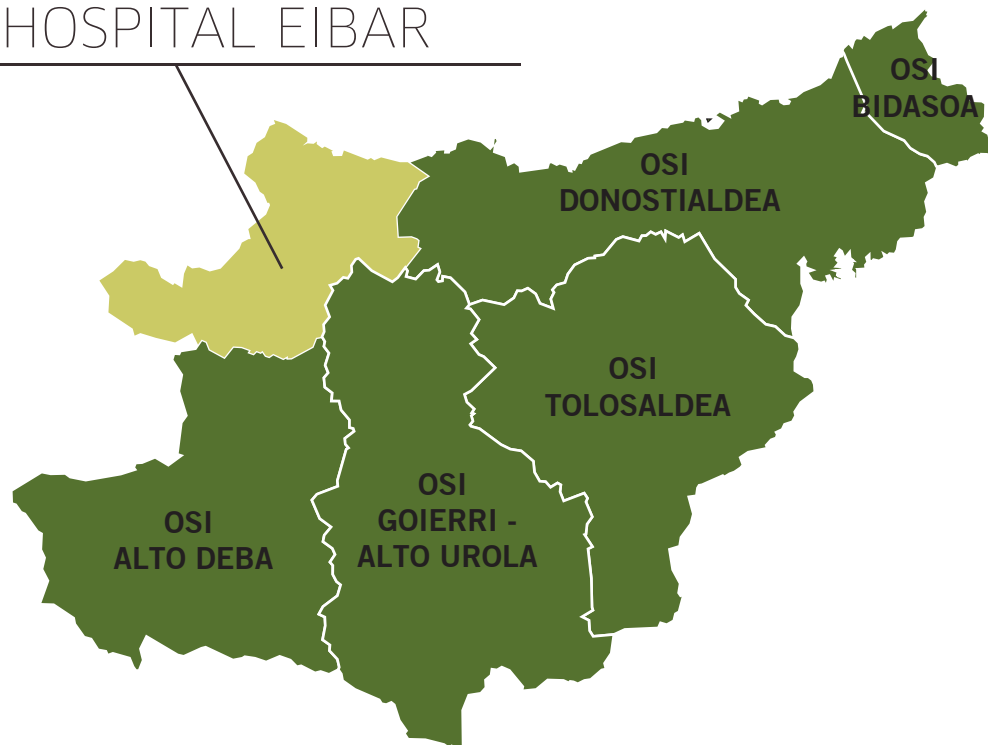 HOSPITAL EIBAR
OSI
BIDASOA
OSI
DONOSTIALDEA
OSI
TOLOSALDEA
OSI
GOIERRI -
ALTO UROLA
OSI
ALTO DEBA